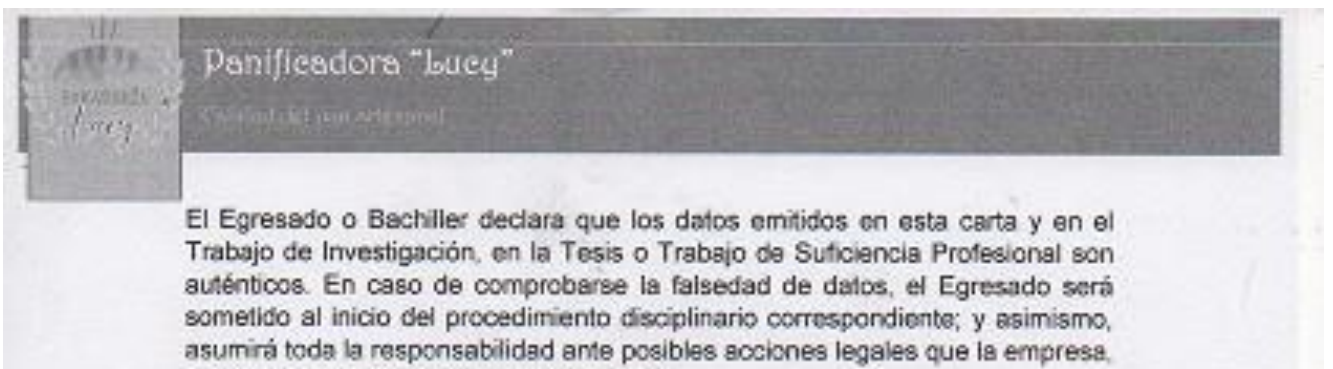 Panificadora "Lucy"
Lucy
El Egresado o Bachiller declara que los datos emitidos en esta carta y en el
Trabajo de Investigación, en la Tesis o Trabajo de Suficiencia Profesional son
auténticos. En caso de comprobarse la falsedad de datos, el Egresado será
sometido al inicio del procedimiento disciplinario correspondiente; y asimismo,
asumirá toda la responsabilidad ante posibles acciones legales que la empresa,